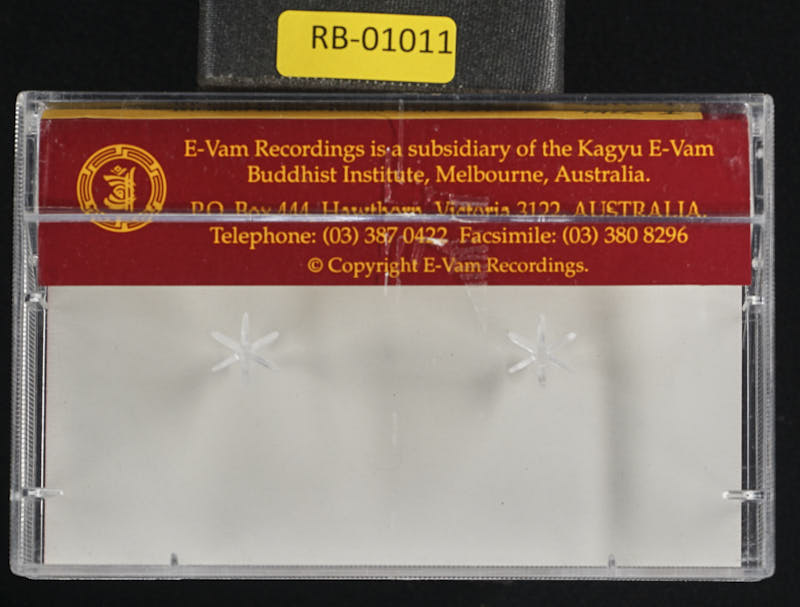 RB-01011
E-Vam Recordings is a subsidiary of the Kagyu E-Vam
Buddhist Institute, Melbourne, Australia.
P.O. Box 444, Hawthorn, Victoria 3122, AUSTRALIA.
Telephone: (03) 387 0422 Facsimile: (03) 380 8296
© Copyright E-Vam Recordings.